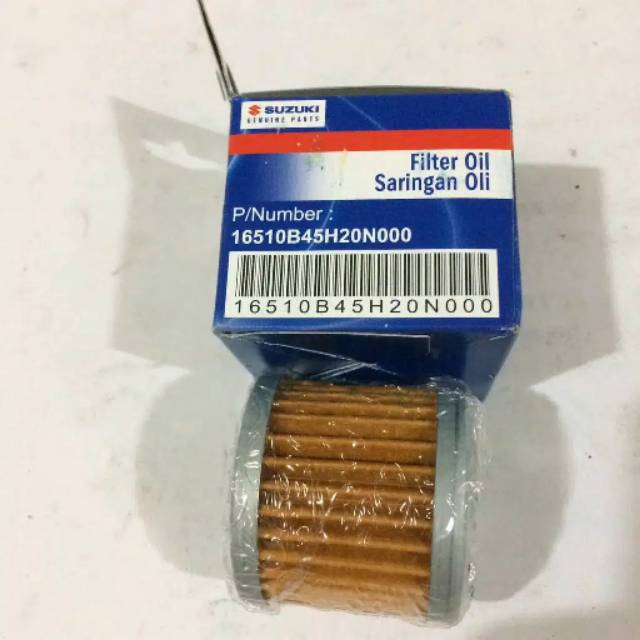 SUZUKI
GENUINE PARTS
Filter Oil
Saringan Oli
P/Number :
16510B45H20N000
16510B45H20N000